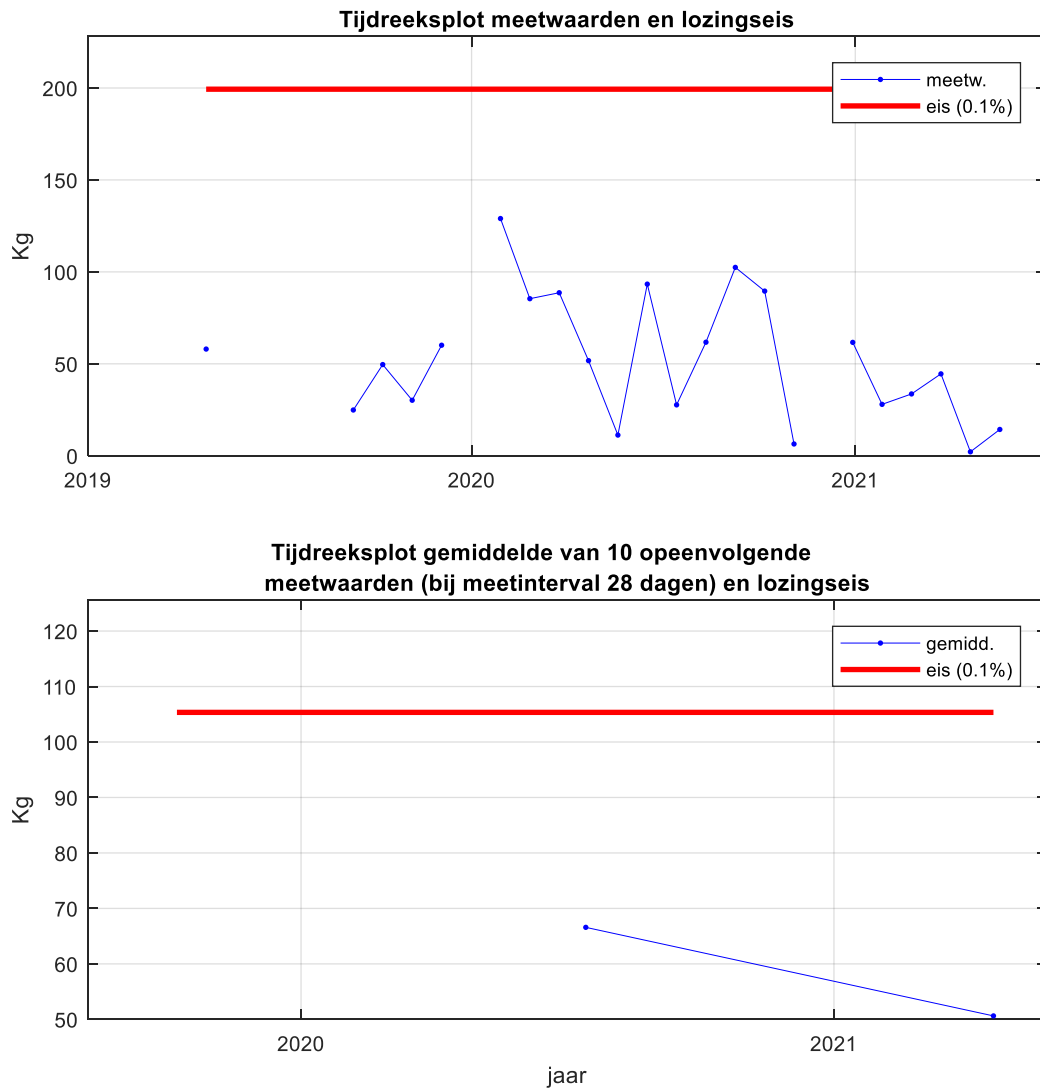 Tijdreeksplot meetwaarden en lozingseis
200
150
100
50
0
Kg
meetw.
eis (0.1%)
2019
2020
2021
Tijdreeksplot gemiddelde van 10 opeenvolgende
meetwaarden (bij meetinterval 28 dagen) en lozingseis
120
110
100
90
80
70
60
50
Kg
gemidd.
eis (0.1%)
2020
2021
jaar